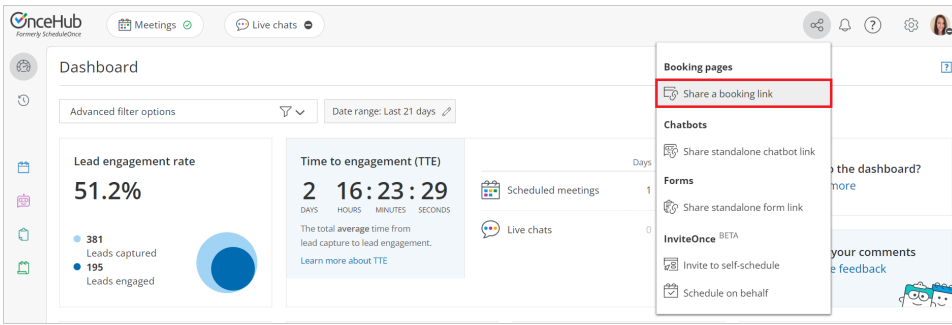 OnceHub
Formerly ScheduleOnce
Meetings
Live chats
?
Dashboard
?
Booking pages
Share a booking link
Chatbots
Share standalone chatbot link
Forms
Share standalone form link
InviteOnce BETA
Invite to self-schedule
Schedule on behalf
Advanced filter options
Date range: Last 21 days
Lead engagement rate
51.2%
381
Leads captured
195
Leads engaged
Time to engagement (TTE)
2 16 : 23 : 29
DAYS HOURS MINUTES SECONDS
The total average time from
lead capture to lead engagement.
Learn more about TTE
Days
Scheduled meetings 1
Live chats 0
the dashboard?
more
your comments
feedback